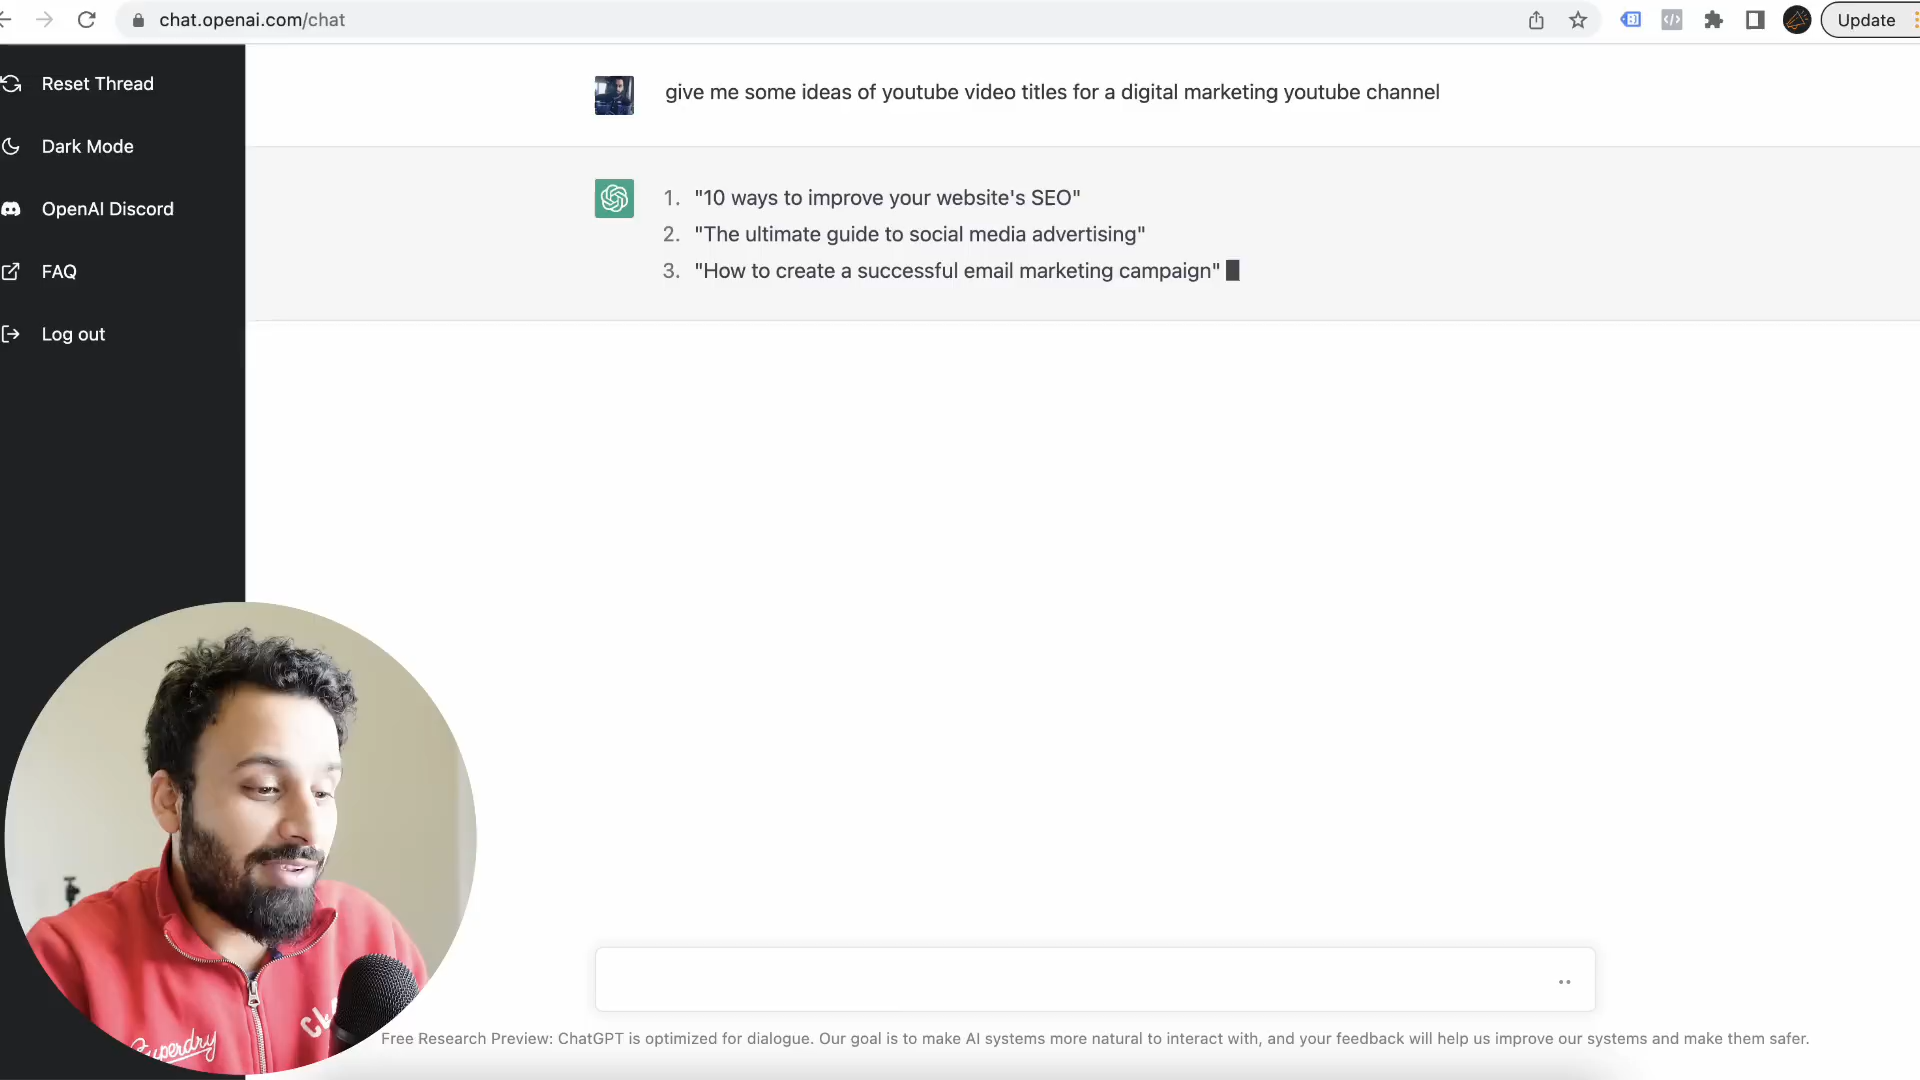 chat.openai.com/chat
Update
Reset Thread
Dark Mode
OpenAI Discord
FAQ
Log out
give me some ideas of youtube video titles for a digital marketing youtube channel
1. "10 ways to improve your website's SEO"
2. "The ultimate guide to social media advertising"
3. "How to create a successful email marketing campaign"
Superdry
Free Research Preview: ChatGPT is optimized for dialogue. Our goal is to make AI systems more natural to interact with, and your feedback will help us improve our systems and make them safer.